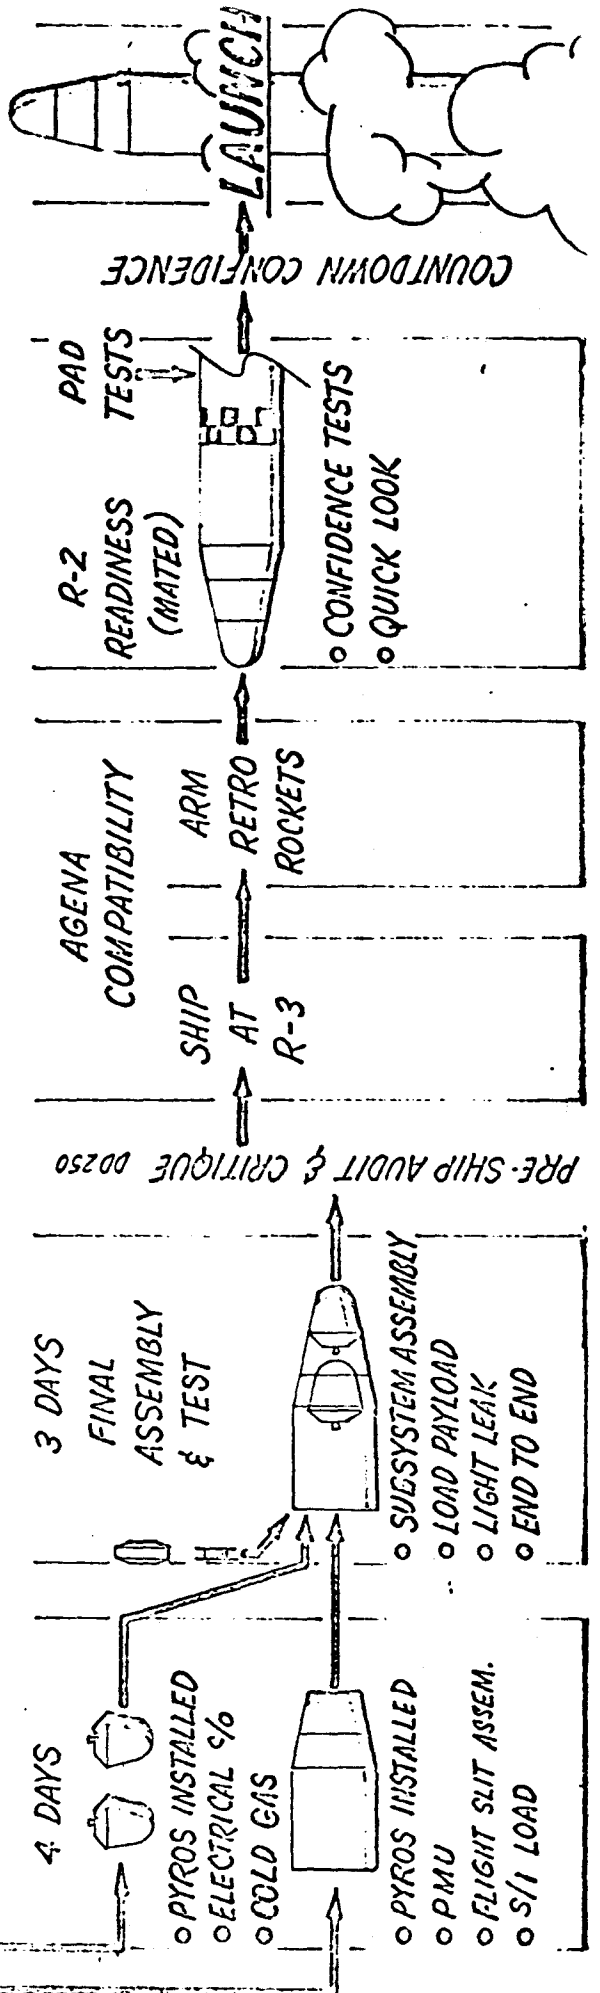 4 DAYS
PYROS INSTALLED
ELECTRICAL C/O
COLD GAS
PYROS INSTALLED
PMU
FLIGHT SLIT ASSEM.
S/I LOAD
3 DAYS
FINAL
ASSEMBLY
& TEST
SUBSYSTEM ASSEMBLY
LOAD PAYLOAD
LIGHT LEAK
END TO END
PRE-SHIP AUDIT & CRITIQUE DD250
SHIP
AT
R-3
AGENA
COMPATIBILITY
ARM
RETRO
ROCKETS
R-2
READINESS
(MATED)
PAD
TESTS
CONFIDENCE TESTS
QUICK LOOK
COUNTDOWN CONFIDENCE
LAUNCH